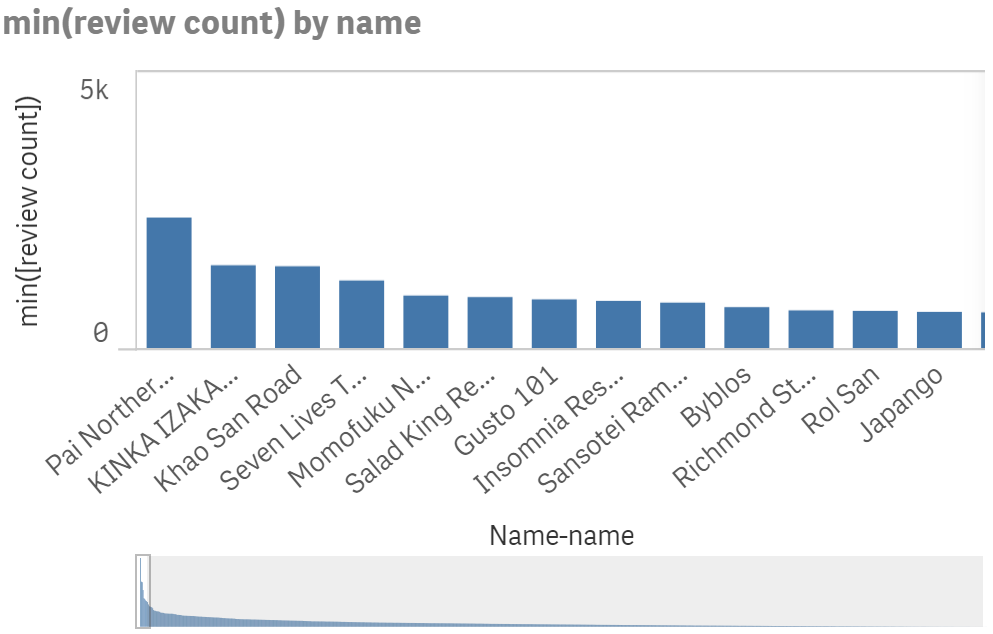 min(review count) by name
5k
min([review count])
0
Pai Norther...
KINKA IZAKA...
Khao San Road
Seven Lives T...
Momofuku N...
Salad King Re...
Gusto 101
Insomnia Res...
Sansotei Ram...
Byblos
Richmond St...
Rol San
Japango
Name-name